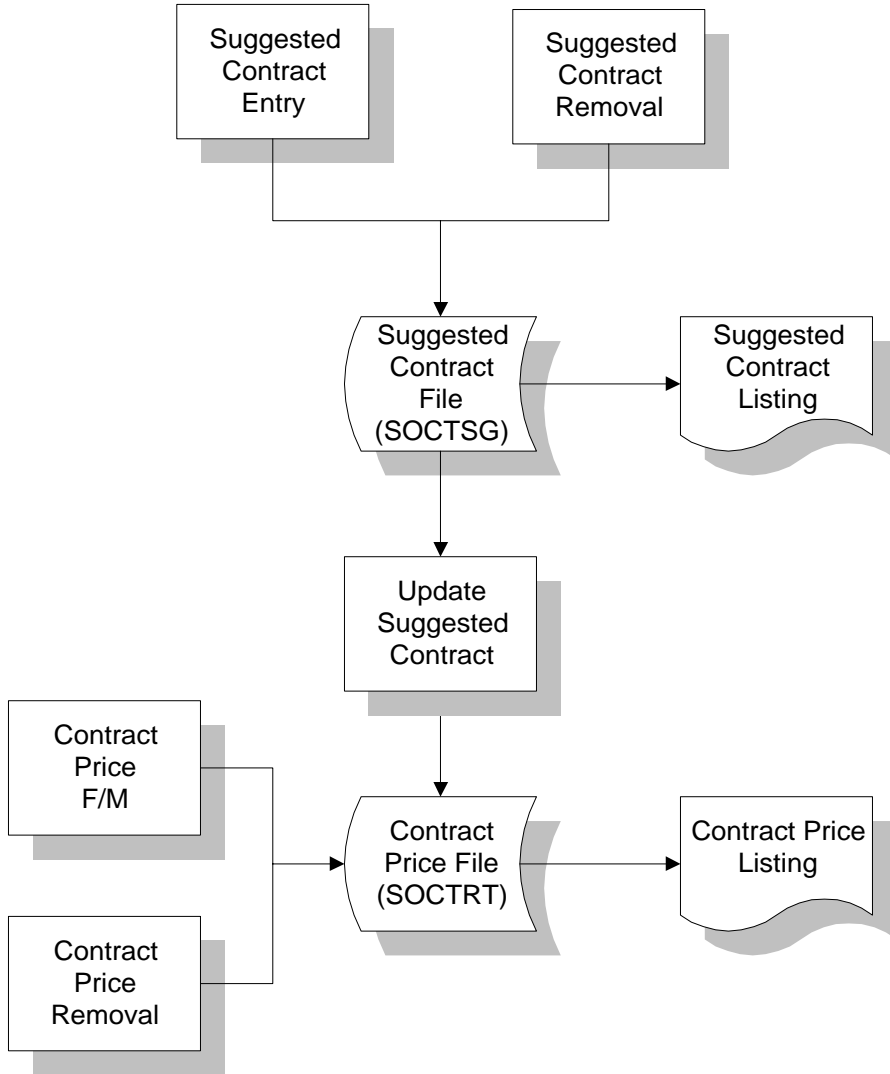 Suggested
Contract
Entry
Suggested
Contract
Removal
Suggested
Contract
File
(SOCTSG)
Suggested
Contract
Listing
Update
Suggested
Contract
Contract
Price
F/M
Contract
Price File
(SOCTRT)
Contract Price
Listing
Contract
Price
Removal